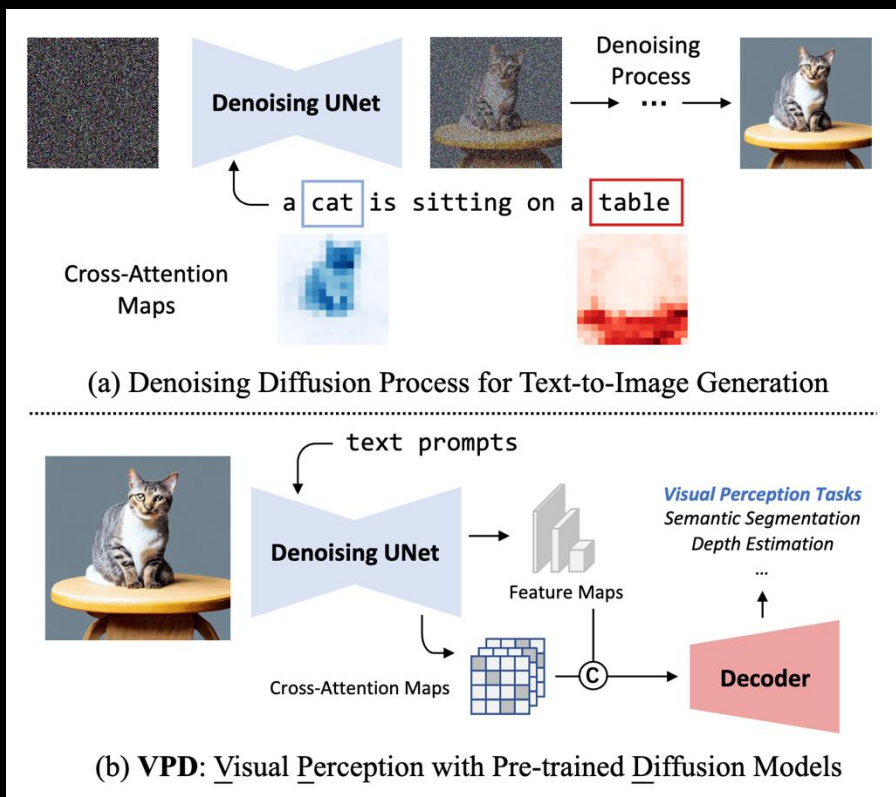 Denoising UNet
Denoising
Process
...
a cat is sitting on a table
Cross-Attention
Maps
(a) Denoising Diffusion Process for Text-to-Image Generation
text prompts
Denoising UNet
Feature Maps
Cross-Attention Maps
C
Visual Perception Tasks
Semantic Segmentation
Depth Estimation
...
Decoder
(b) VPD: Visual Perception with Pre-trained Diffusion Models